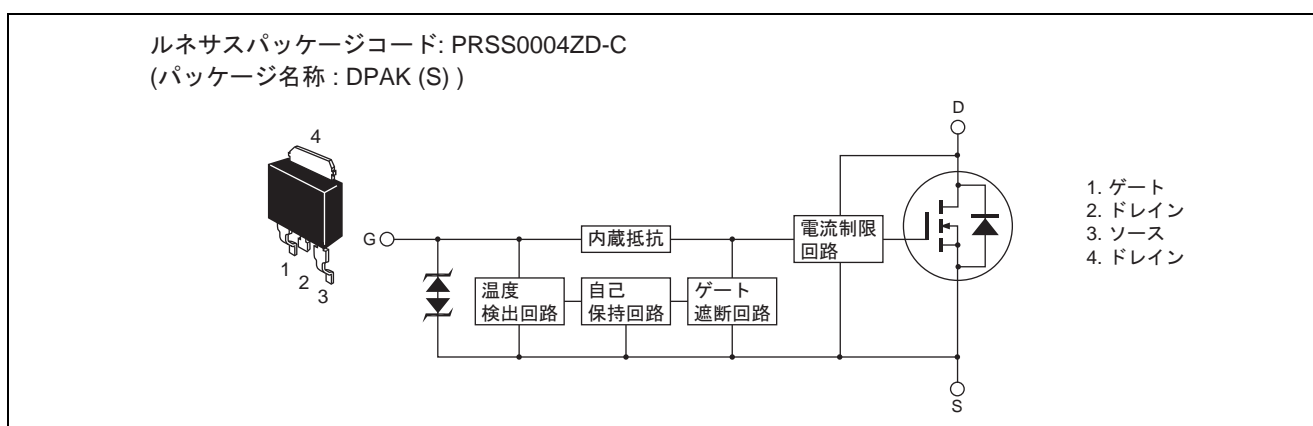 ルネサスパッケージコード: PRSS0004ZD-C
(パッケージ名称 : DPAK (S) )
4
1
2
3
G
内蔵抵抗
温度
検出回路
自己
保持回路
ゲート
遮断回路
電流制限
回路
D
S
1. ゲート
2. ドレイン
3. ソース
4. ドレイン